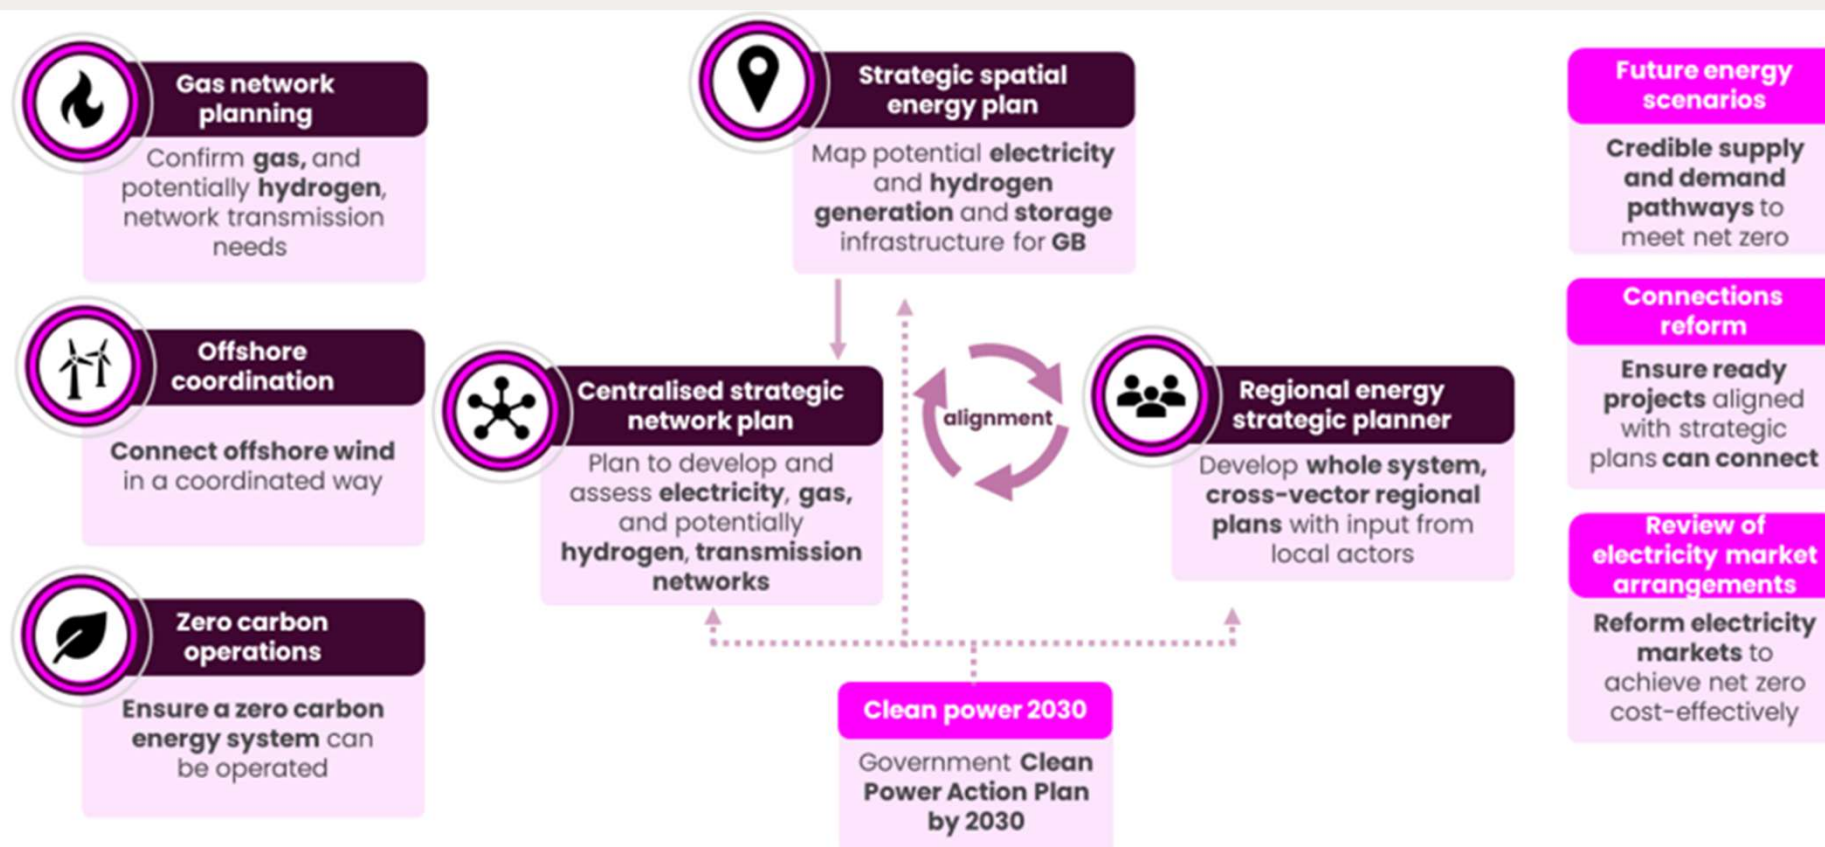 Gas network
planning
Confirm gas, and
potentially hydrogen,
network transmission
needs
Offshore
coordination
Connect offshore wind
in a coordinated way
Zero carbon
operations
Ensure a zero carbon
energy system can
be operated
Strategic spatial
energy plan
Map potential electricity
and hydrogen
generation and storage
infrastructure for GB
Centralised strategic
network plan
Plan to develop and
assess electricity, gas,
and potentially
hydrogen, transmission
networks
alignment
Regional energy
strategic planner
Develop whole system,
cross-vector regional
plans with input from
local actors
Clean power 2030
Government Clean
Power Action Plan
by 2030
Future energy
scenarios
Credible supply
and demand
pathways to
meet net zero
Connections
reform
Ensure ready
projects aligned
with strategic
plans can connect
Review of
electricity market
arrangements
Reform electricity
markets to
achieve net zero
cost-effectively